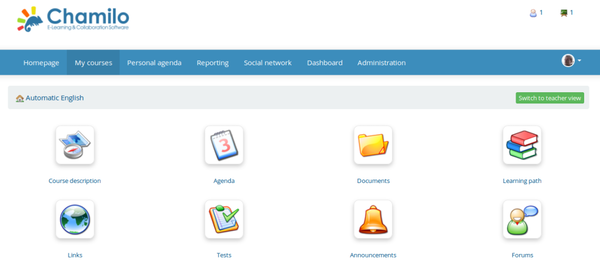 Chamilo
E-Learning & Collaboration Software
1
1
Homepage My courses Personal agenda Reporting Social network Dashboard Administration
Automatic English
Switch to teacher view
3
Course description Agenda Documents Learning path
Links Tests Announcements Forums